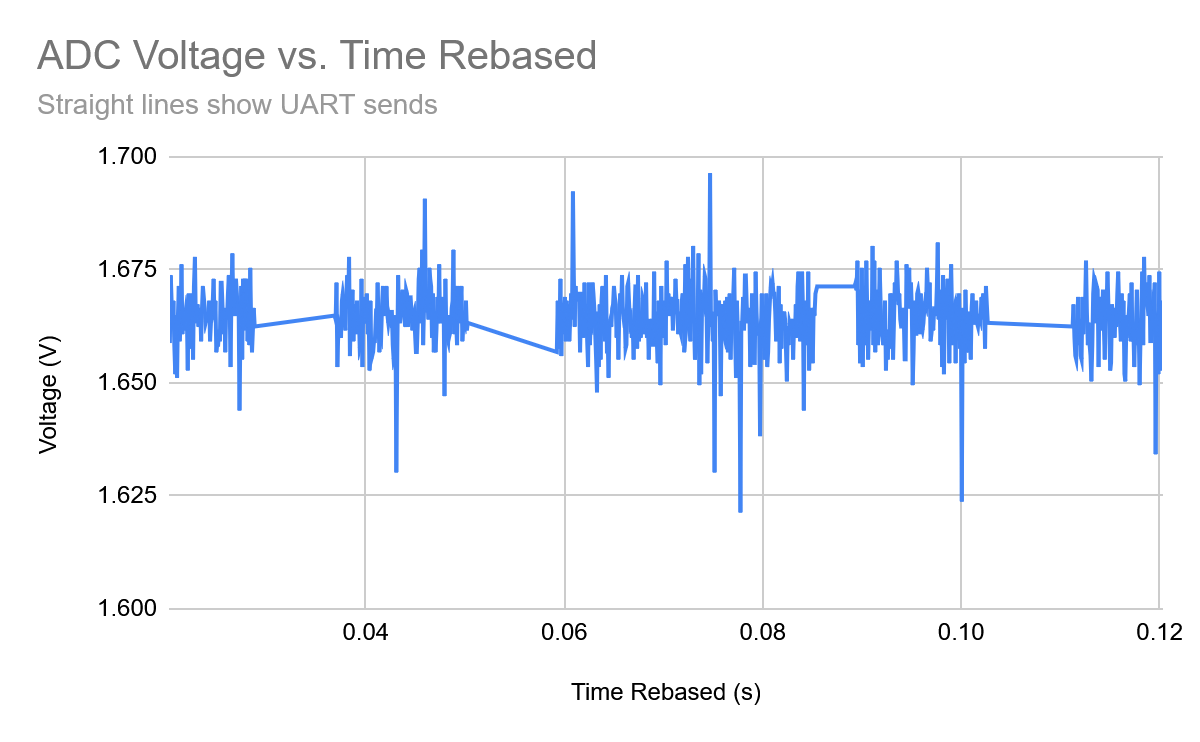 ADC Voltage vs. Time Rebased
Straight lines show UART sends
1.700
1.675
1.650
1.625
1.600
Voltage (V)
0.04 0.06 0.08 0.10 0.12
Time Rebased (s)